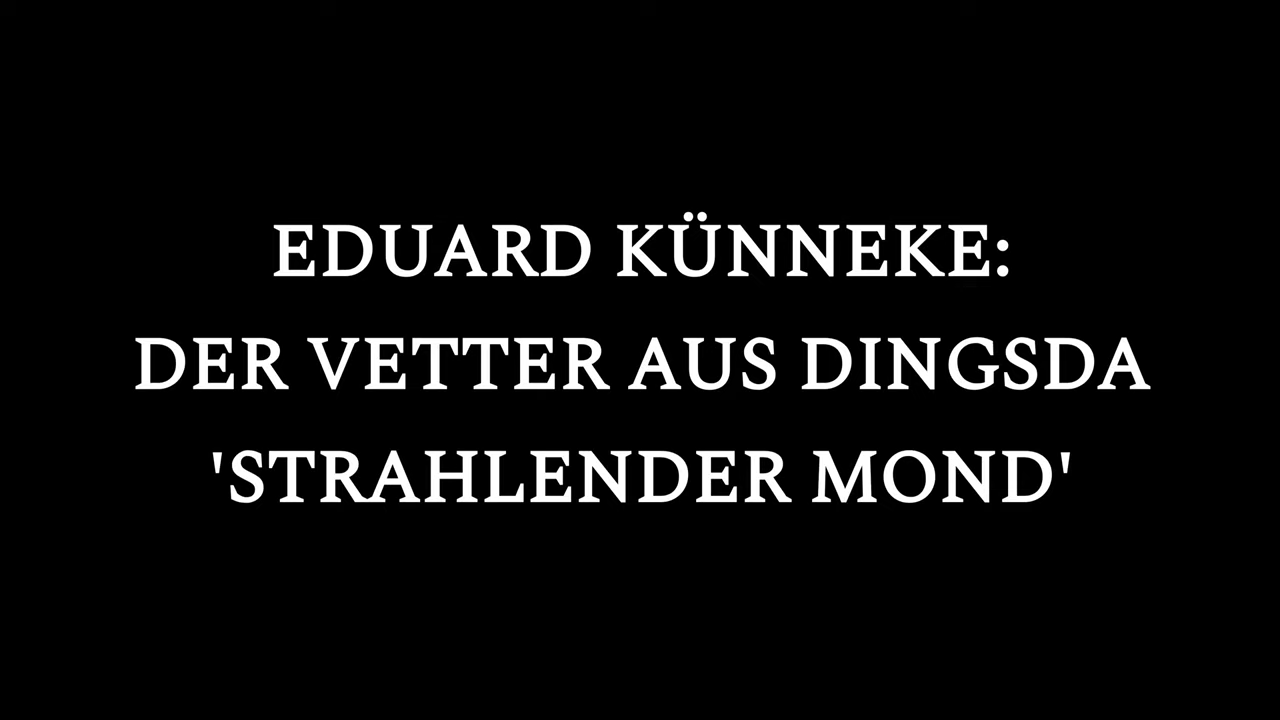 EDUARD KÜNNEKE:
DER VETTER AUS DINGSDA
'STRAHLENDER MOND'